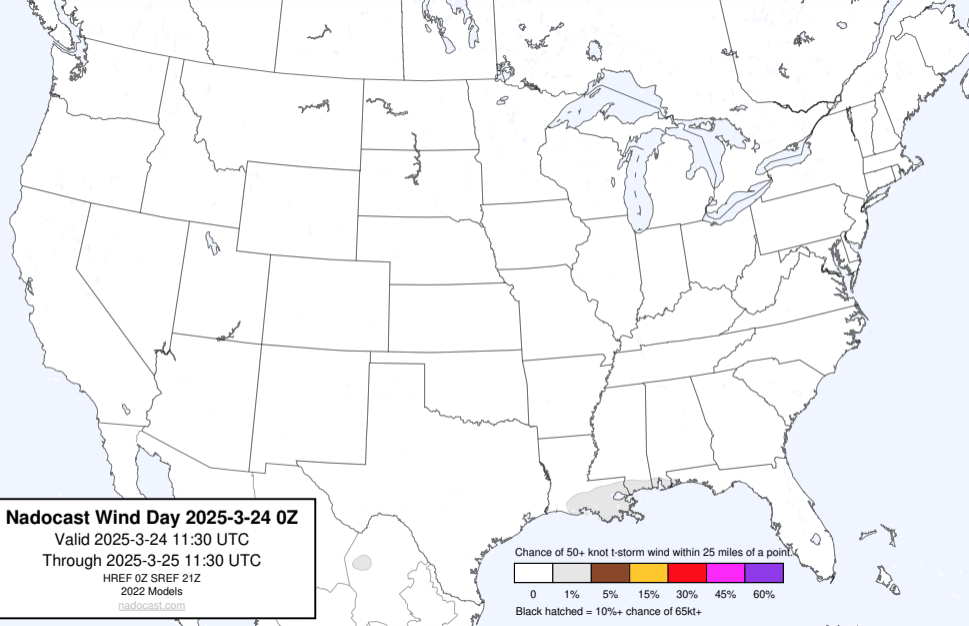 Nadocast Wind Day 2025-3-24 0Z
Valid 2025-3-24 11:30 UTC
Through 2025-3-25 11:30 UTC
HREF 0Z SREF 21Z
2022 Models
nadocast.com
Chance of 50+ knot t-storm wind within 25 miles of a point.
0 1% 5% 15% 30% 45% 60%
Black hatched = 10%+ chance of 65kt+